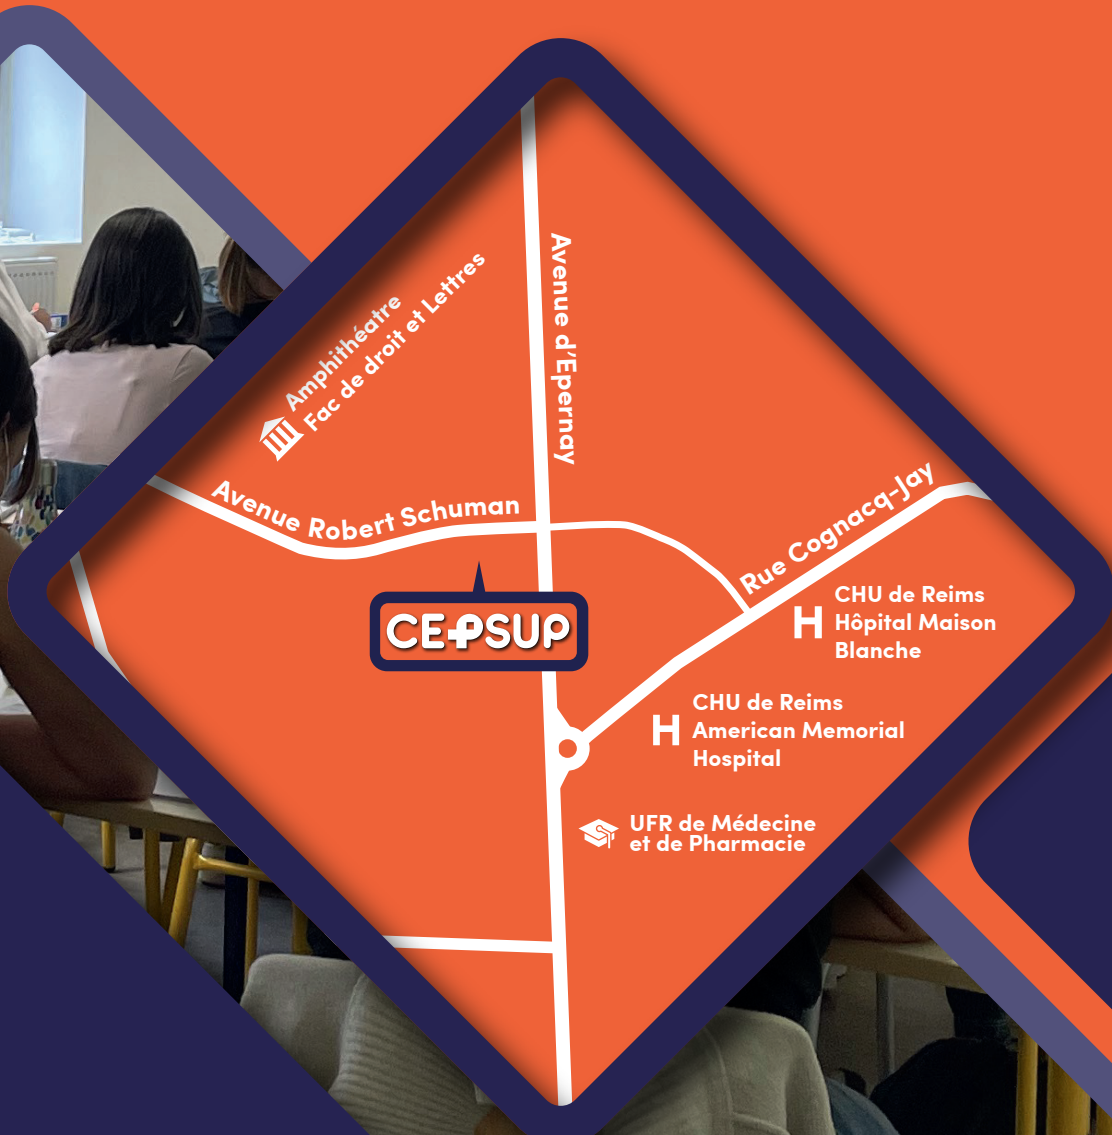 Amphithéatre
Fac de droit et Lettres
Avenue d'Epernay
Avenue Robert Schuman
Rue Cognacq-Jay
CEPSUP
H
CHU de Reims
Hôpital Maison
Blanche
H
CHU de Reims
American Memorial
Hospital
UFR de Médecine
et de Pharmacie